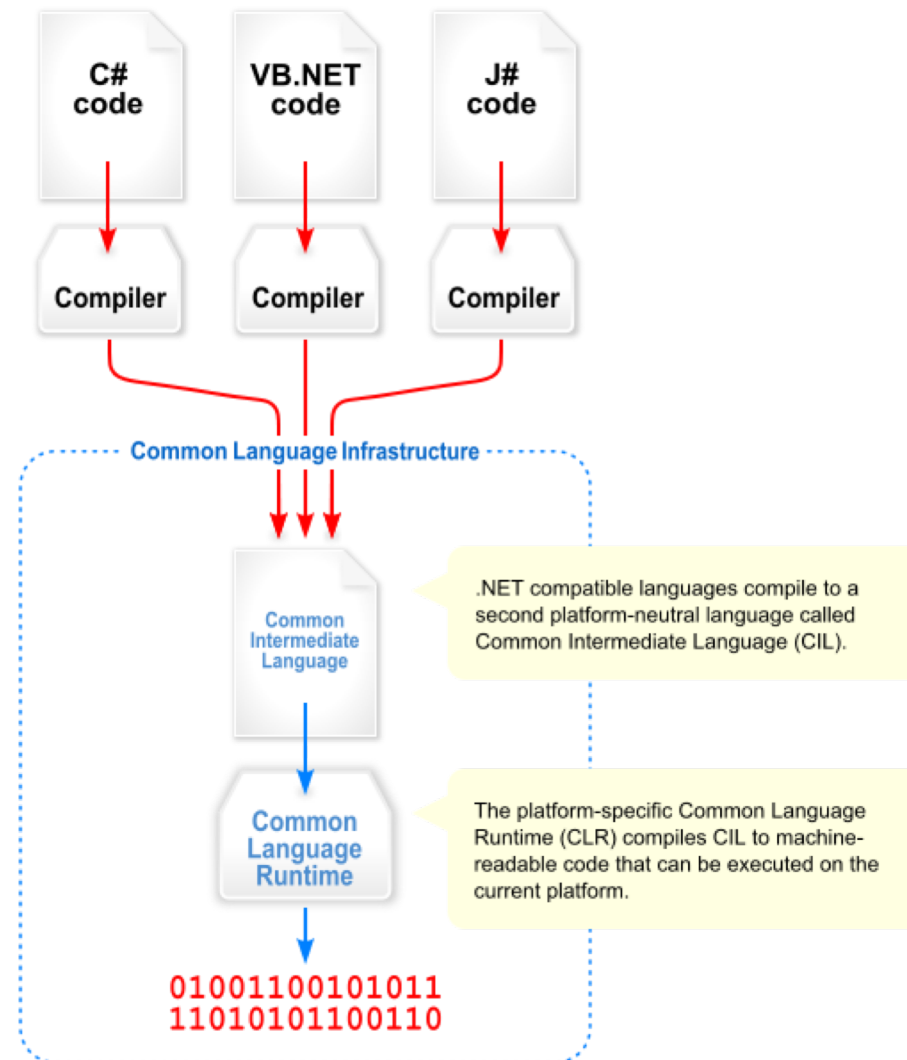 C#
code
VB.NET
code
J#
code
Compiler
Compiler
Compiler
Common Language Infrastructure
Common
Intermediate
Language
.NET compatible languages compile to a
second platform-neutral language called
Common Intermediate Language (CIL).
Common
Language
Runtime
The platform-specific Common Language
Runtime (CLR) compiles CIL to machine-
readable code that can be executed on the
current platform.
01001100101011
11010101100110